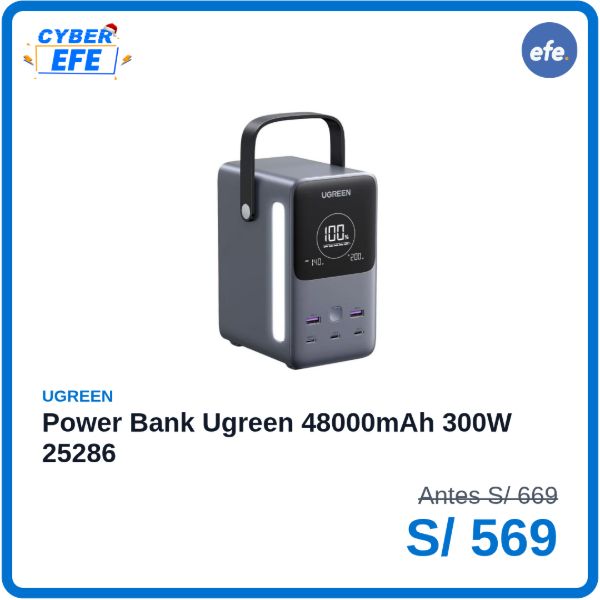 CYBER
EFE
efe.
UGREEN
100%
140
200
UGREEN
Power Bank Ugreen 48000mAh 300W
25286
Antes S/ 669
S/ 569